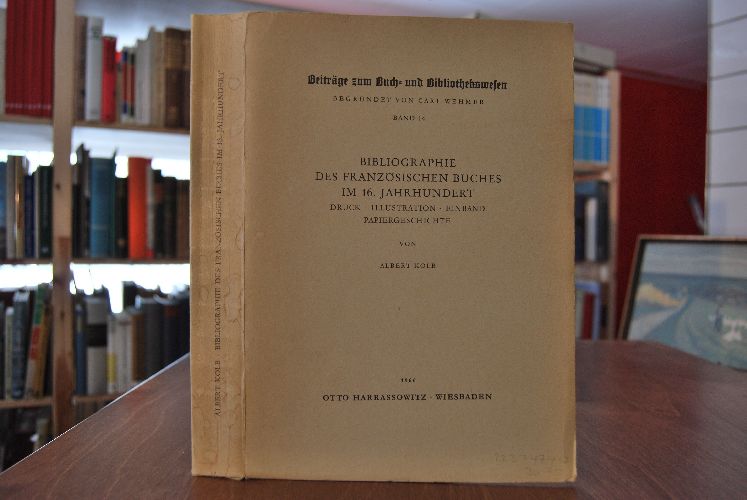 Beiträge zum Buch- und Bibliothekswesen
BEGRÜNDET VON CARL WEHMER
BAND 14
BIBLIOGRAPHIE
DES FRANZÖSISCHEN BUCHES
IM 16. JAHRHUNDERT
DRUCK · ILLUSTRATION · EINBAND
PAPIERGESCHICHTE
VON
ALBERT KOLB
1966
OTTO HARRASSOWITZ · WIESBADEN
ALBERT KOLB · BIBLIOGRAPHIE DES FRANZÖSISCHEN BUCHES IM 16. JAHRHUNDERT